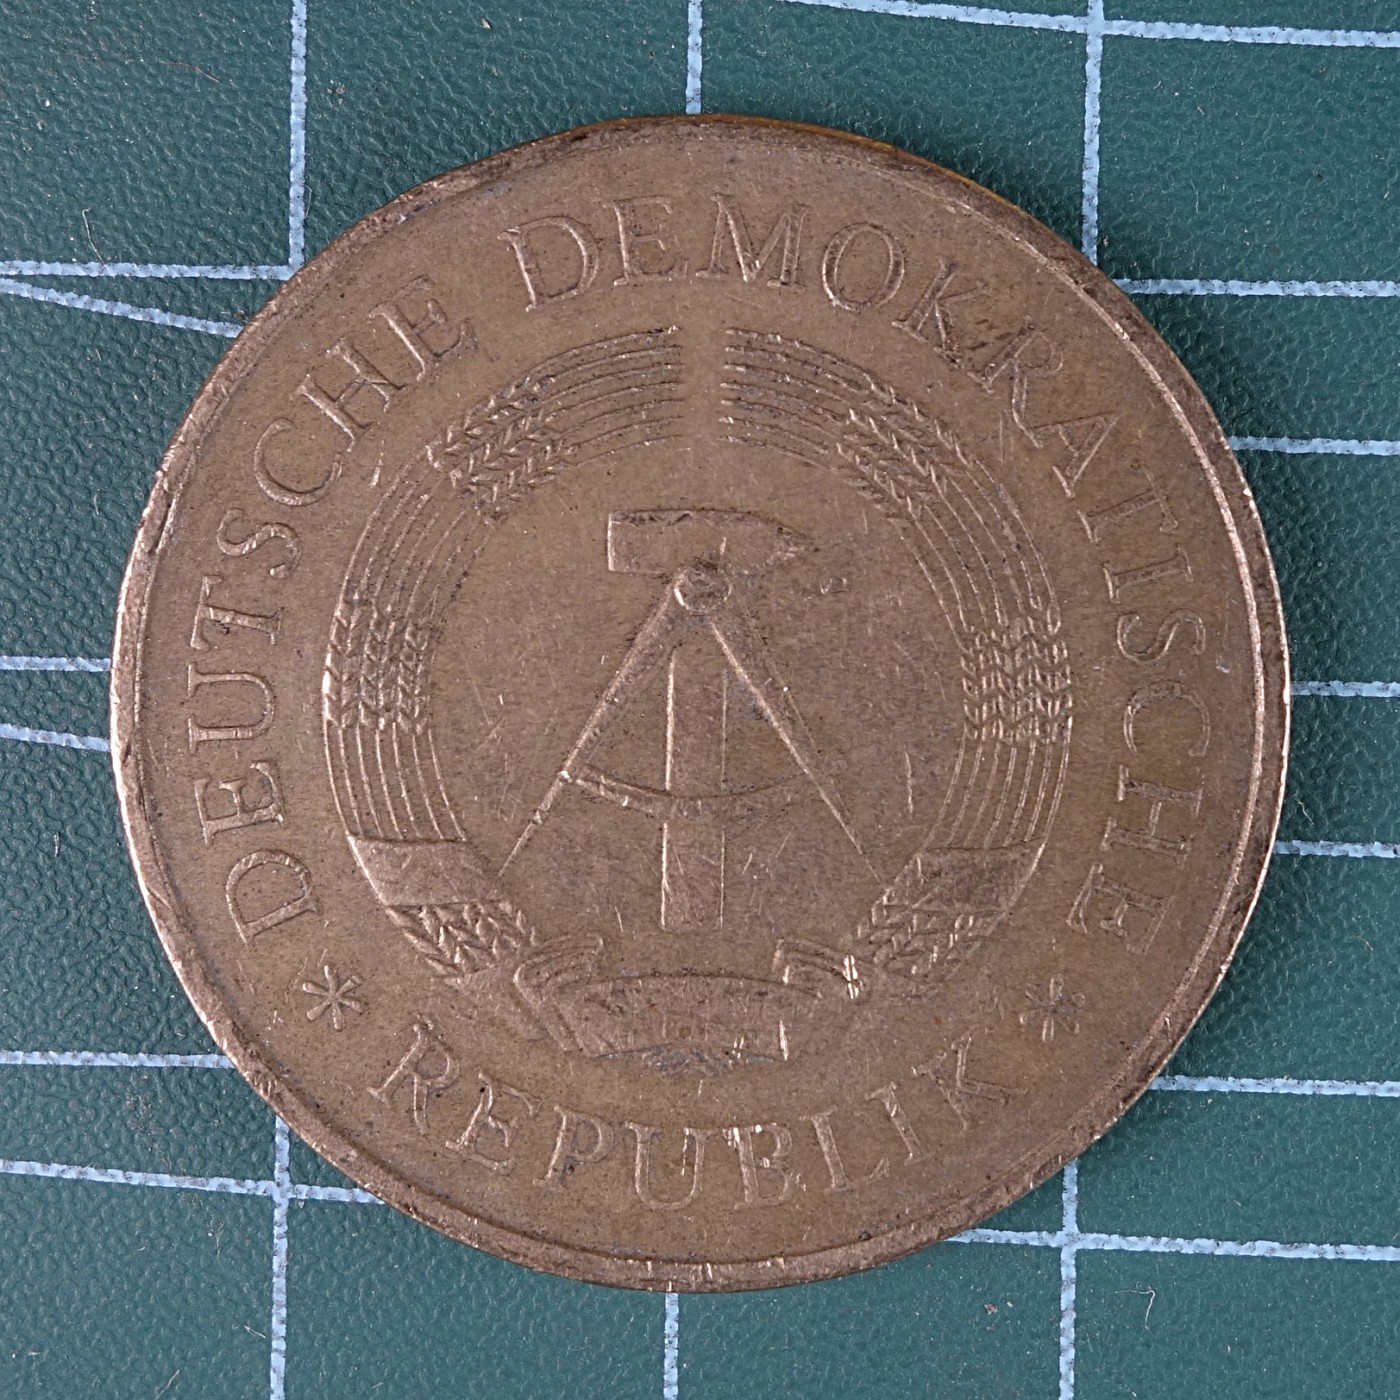 DEUTSCHE DEMOKRATISCHE
* REPUBLIK *